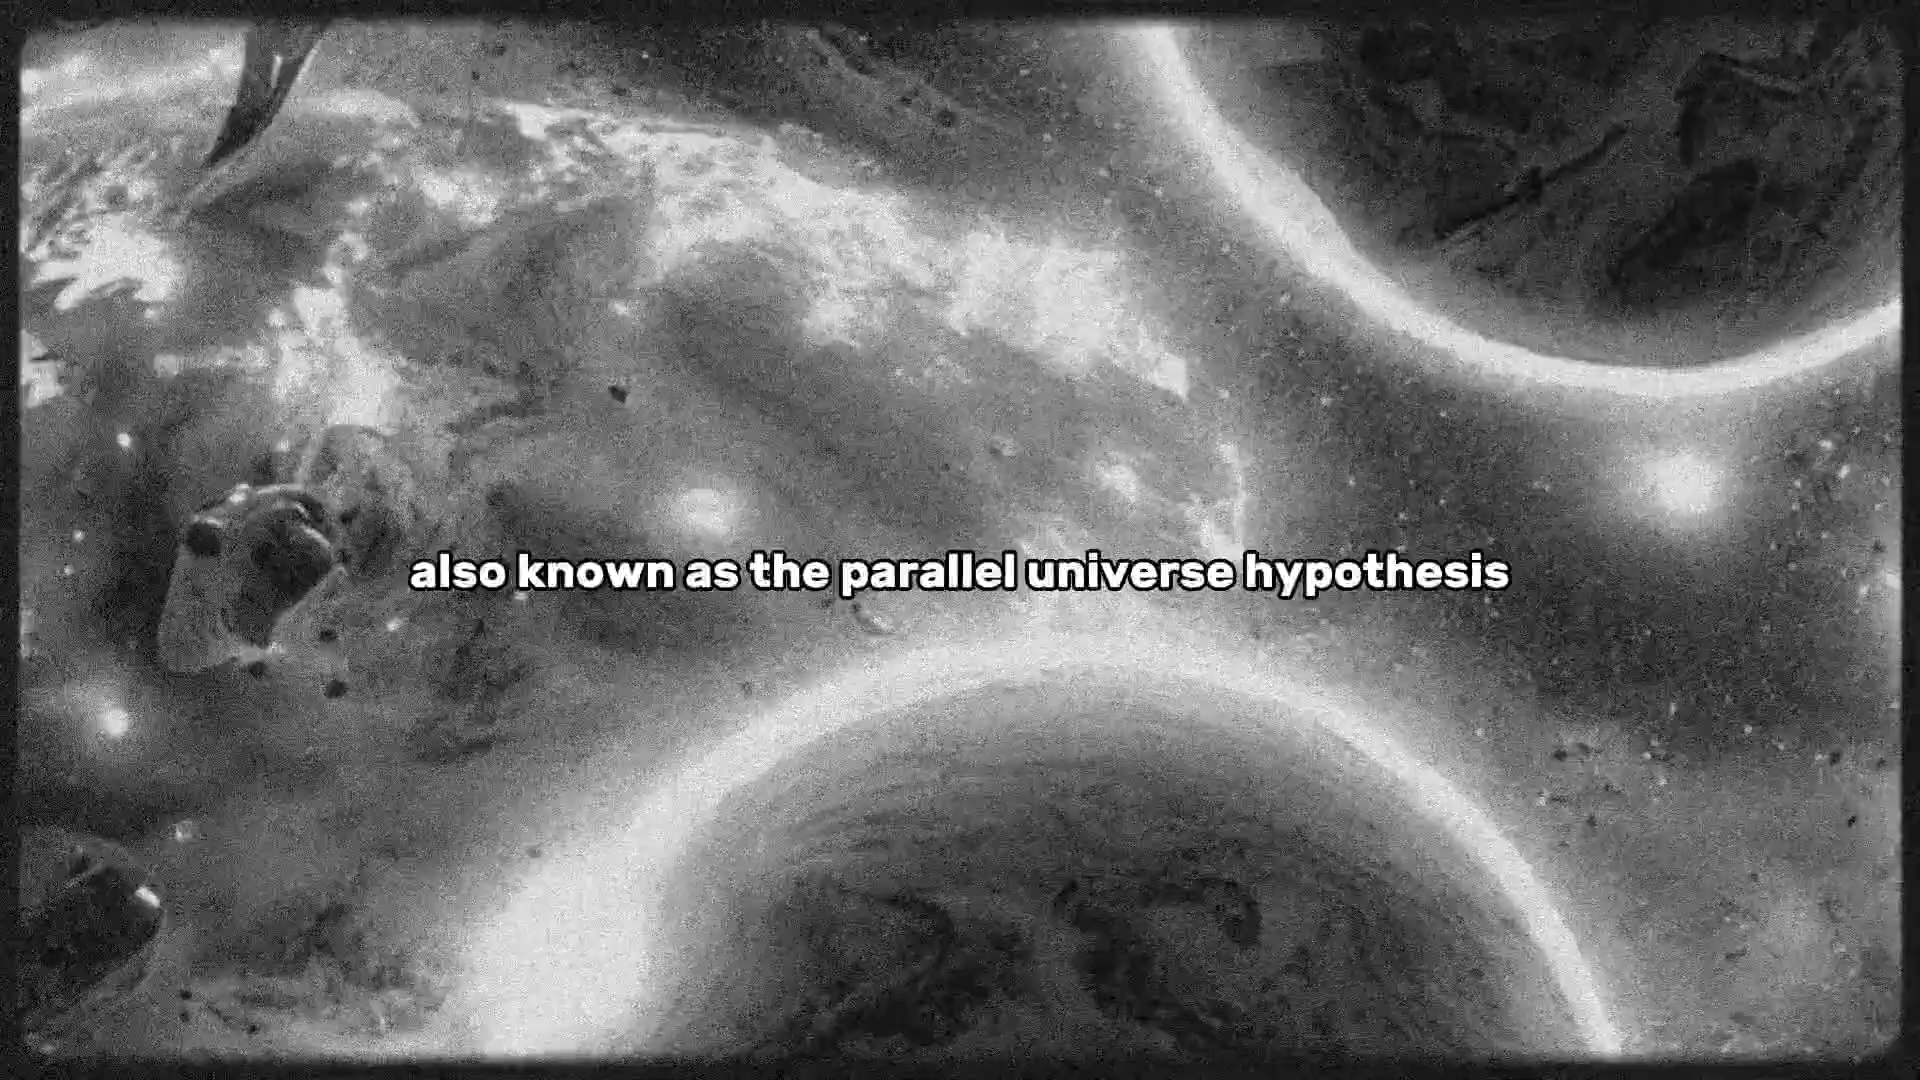 also known as the parallel universe hypothesis